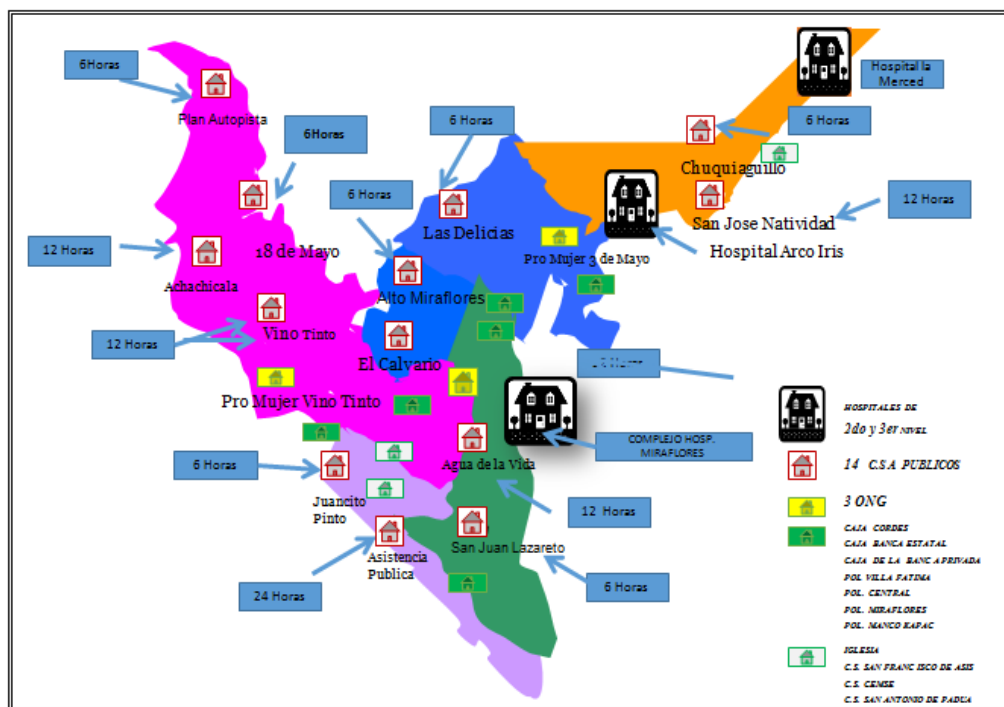 6Horas
Plan Autopista
6Horas
18 de Mayo
12 Horas
Achachicala
Vino Tinto
12 Horas
Pro Mujer Vino Tinto
6 Horas
Juancito
Pinto
24 Horas
Asistencia
Publica
6 Horas
Las Delicias
6 Horas
Alto Miraflores
El Calvario
Agua de la Vida
12 Horas
San Juan Lazareto
6 Horas
Hospital la
Merced
6 Horas
Chuquiaguillo
12 Horas
San Jose Natividad
Hospital Arco Iris
Pro Mujer 3 de Mayo
Horas
COMPLEJO HOSP.
MIRAFLORES
HOSPITALES DE
2do y 3er NIVEL
14 C.S.A PUBLICOS
3 ONG
CAJA CORDES
CAJA BANCA ESTATAL
CAJA DE LA BANCA PRIVADA
POL VILLA FATIMA
POL. CENTRAL
POL. MIRAFLORES
POL. MANCO KAPAC
IGLESIA
C.S. SAN FRANCISCO DE ASIS
C.S. CEMSE
C.S. SAN ANTONIO DE PADUA